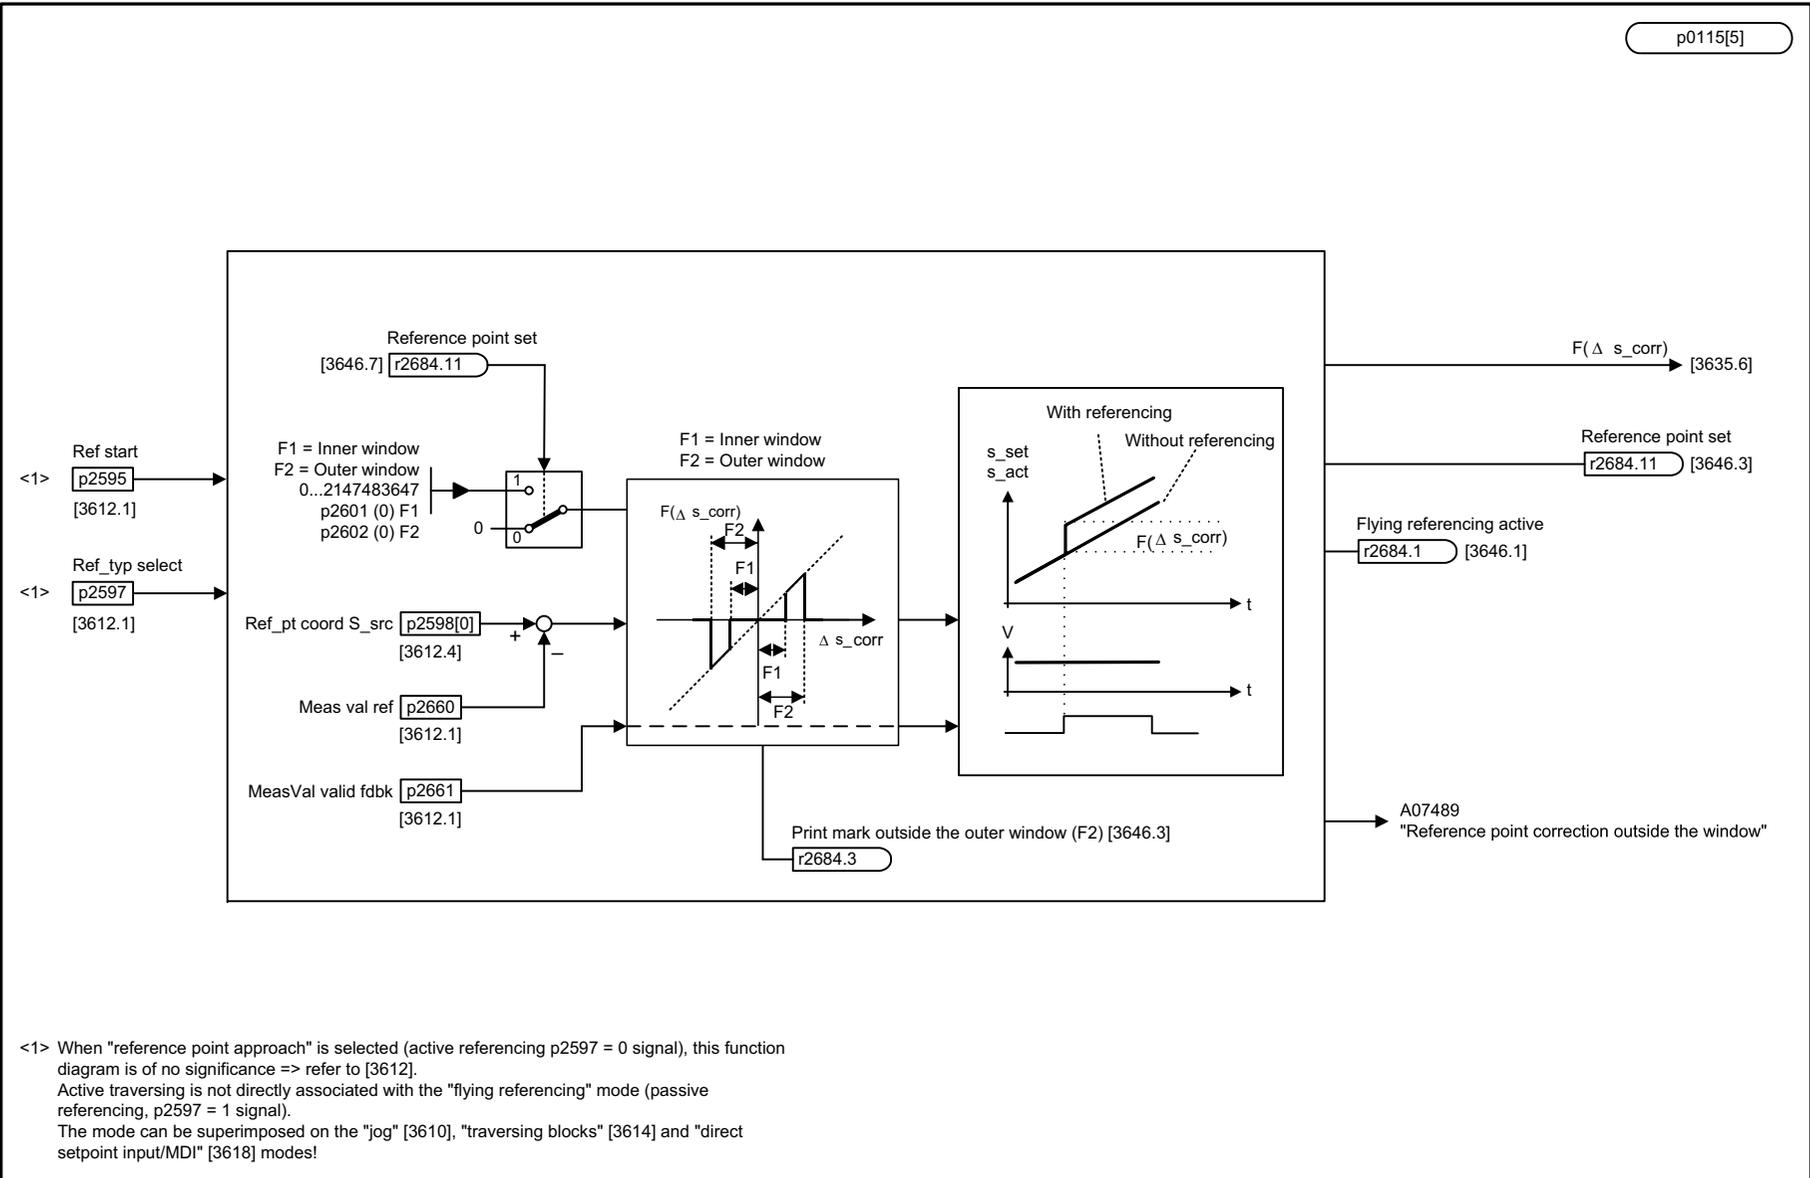 p0115[5]
Reference point set
[3646.7] r2684.11
F1 = Inner window
F2 = Outer window
0...2147483647
p2601 (0) F1
p2602 (0) F2
1
0
0
F1 = Inner window
F2 = Outer window
Ref start
<1> p2595
[3612.1]
Ref_typ select
<1> p2597
[3612.1]
Ref_pt coord S_src p2598[0]
[3612.4]
+
–
Meas val ref p2660
[3612.1]
MeasVal valid fdbk p2661
[3612.1]
F(Δ s_corr)
F2
F1
Δ s_corr
F1
F2
Print mark outside the outer window (F2) [3646.3]
r2684.3
With referencing
Without referencing
s_set
s_act
F(Δ s_corr)
t
V
t
F(Δ s_corr) [3635.6]
Reference point set
r2684.11 [3646.3]
Flying referencing active
r2684.1 [3646.1]
A07489
"Reference point correction outside the window"
<1> When "reference point approach" is selected (active referencing p2597 = 0 signal), this function
diagram is of no significance => refer to [3612].
Active traversing is not directly associated with the "flying referencing" mode (passive
referencing, p2597 = 1 signal).
The mode can be superimposed on the "jog" [3610], "traversing blocks" [3614] and "direct
setpoint input/MDI" [3618] modes!